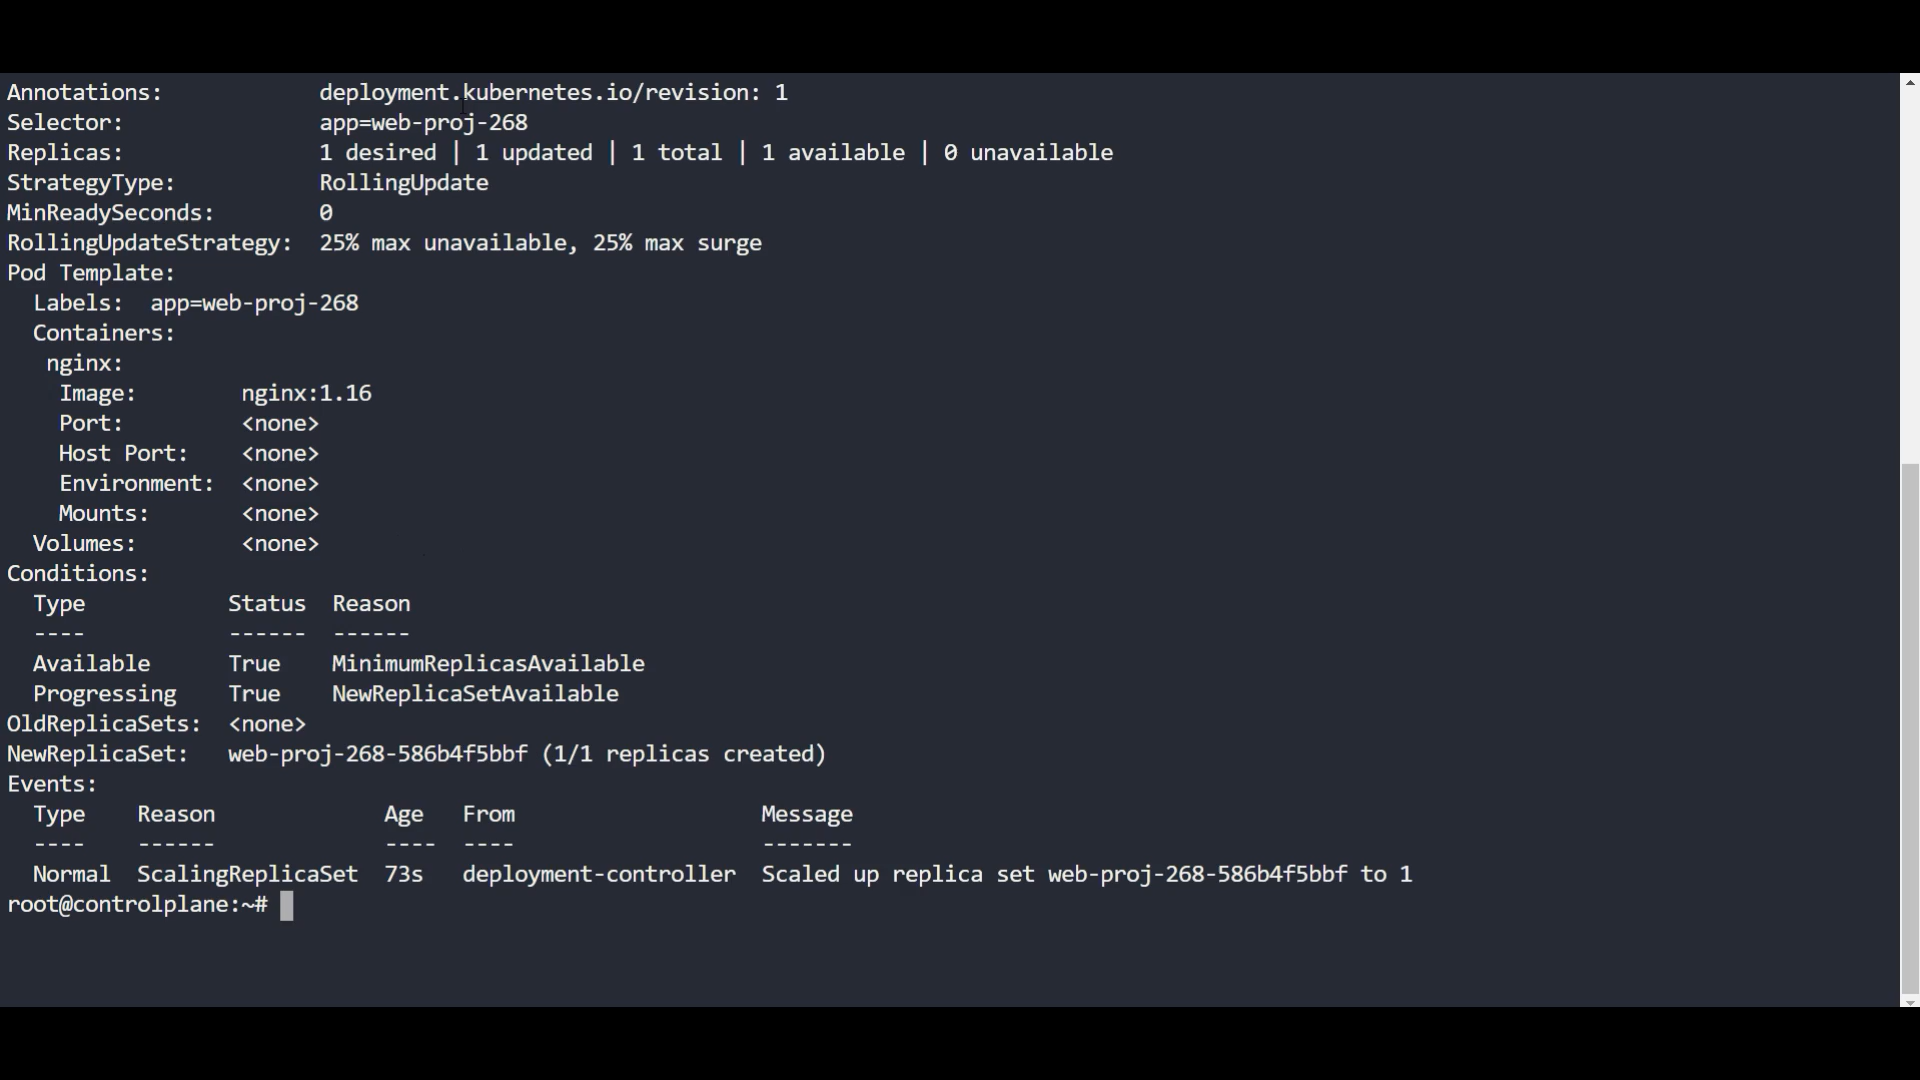 Annotations:            deployment.kubernetes.io/revision: 1
Selector:               app=web-proj-268
Replicas:               1 desired | 1 updated | 1 total | 1 available | 0 unavailable
StrategyType:           RollingUpdate
MinReadySeconds:        0
RollingUpdateStrategy:  25% max unavailable, 25% max surge
Pod Template:
  Labels:  app=web-proj-268
  Containers:
   nginx:
    Image:        nginx:1.16
    Port:         <none>
    Host Port:    <none>
    Environment:  <none>
    Mounts:       <none>
  Volumes:        <none>
Conditions:
  Type           Status  Reason
  ----           ------  ------
  Available      True    MinimumReplicasAvailable
  Progressing    True    NewReplicaSetAvailable
OldReplicaSets:  <none>
NewReplicaSet:   web-proj-268-586b4f5bbf (1/1 replicas created)
Events:
  Type    Reason             Age   From                   Message
  ----    ------             ----  ----                   -------
  Normal  ScalingReplicaSet  73s   deployment-controller  Scaled up replica set web-proj-268-586b4f5bbf to 1
root@controlplane:~#